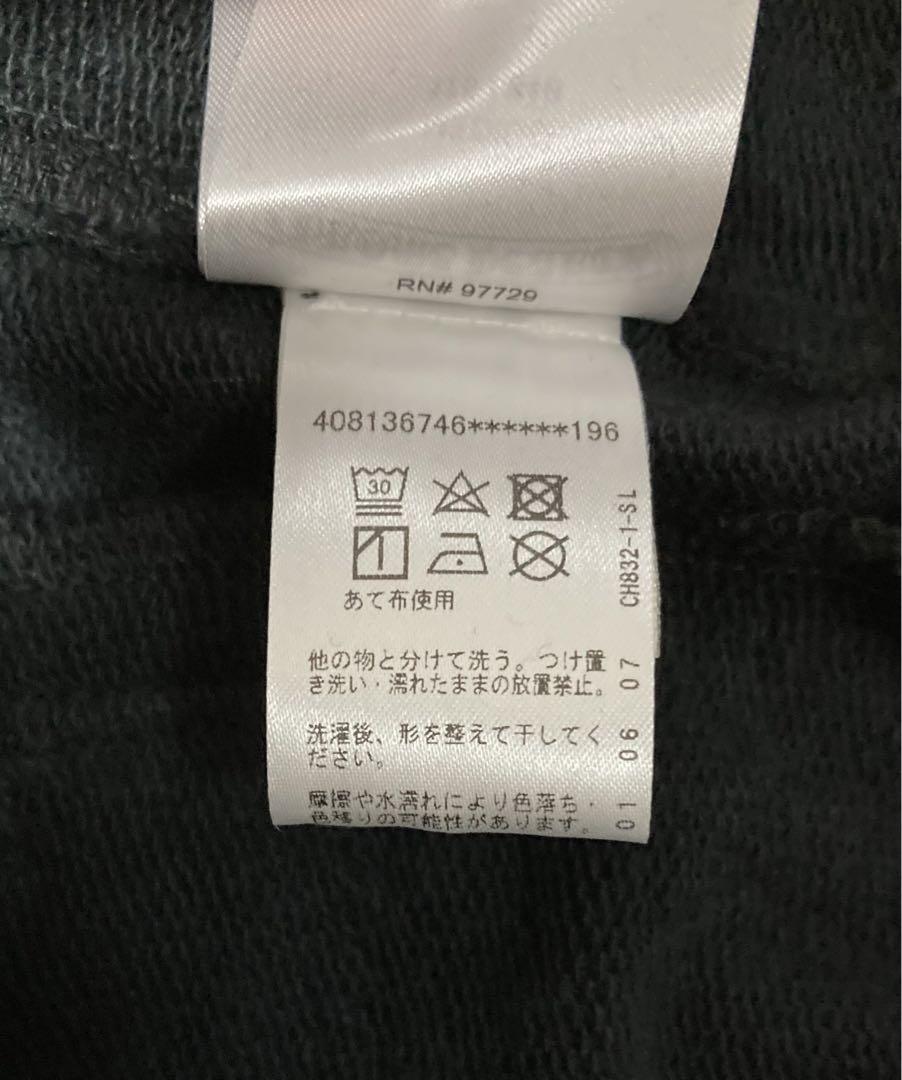 RN# 97729
408136746******196
30
あて布使用
他の物と分けて洗う。つけ置
き洗い・濡れたままの放置禁止。
洗濯後、形を整えて干してく
ださい。
摩擦や水濡れにより色落ち・
色移りの可能性があります。
CH832-1-SL
01 06 07